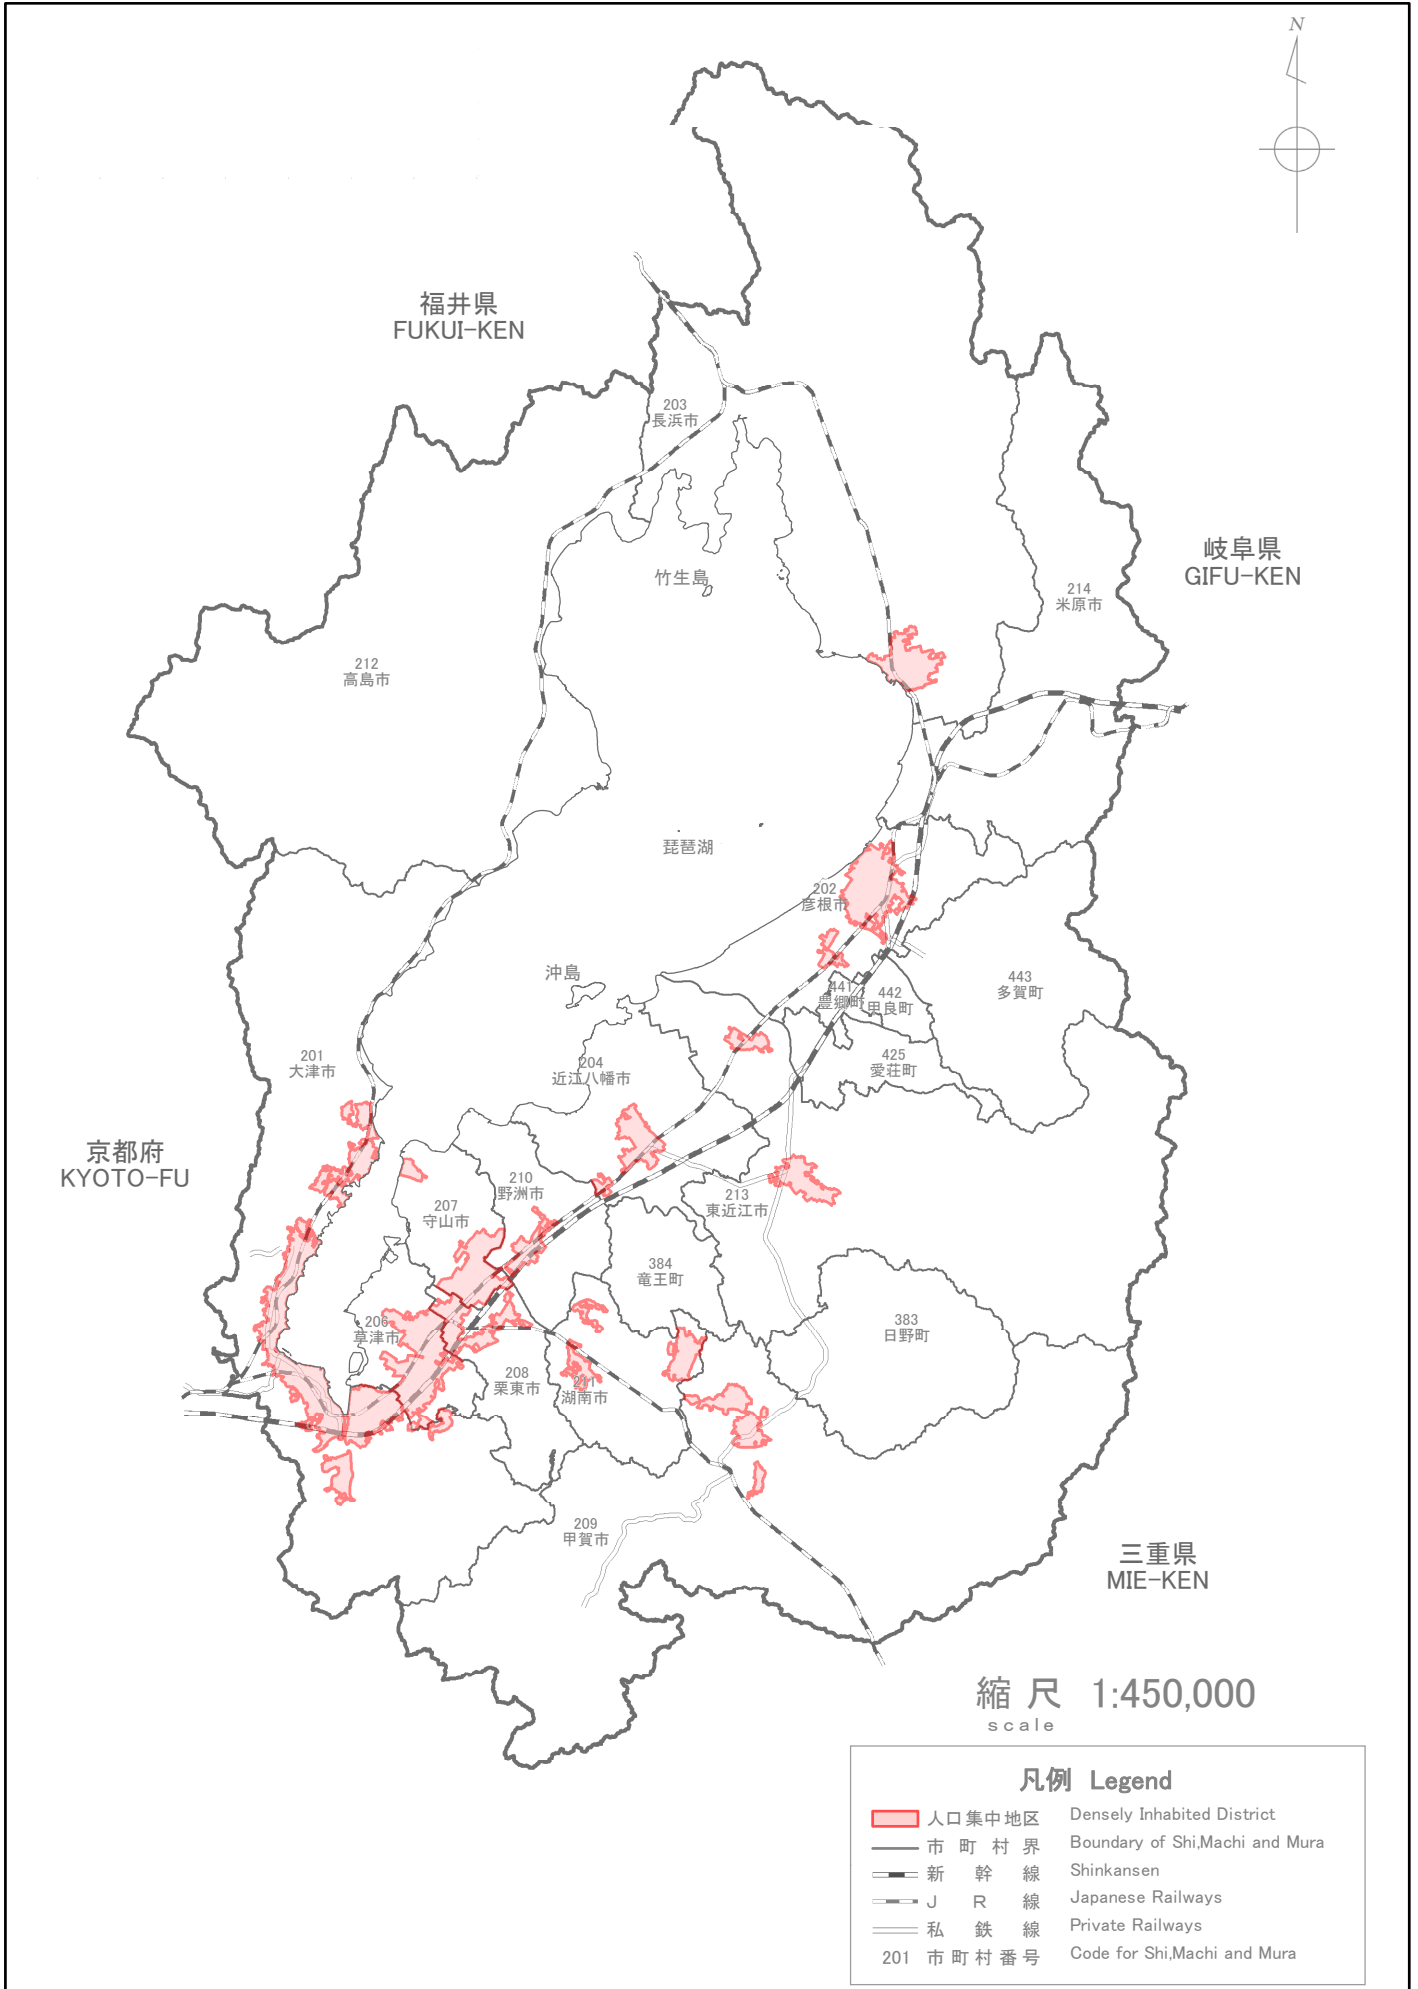 N
福井県
FUKUI-KEN
203
長浜市
岐阜県
GIFU-KEN
竹生島
214
米原市
212
高島市
琵琶湖
202
彦根市
沖島
441
豊郷町
442
甲良町
443
多賀町
201
大津市
204
近江八幡市
425
愛荘町
京都府
KYOTO-FU
210
野洲市
207
守山市
213
東近江市
384
竜王町
206
草津市
383
日野町
208
栗東市
211
湖南市
209
甲賀市
三重県
MIE-KEN
縮 尺 1:450,000
scale
凡例 Legend
人口集中地区 Densely Inhabited District
市 町 村 界 Boundary of Shi,Machi and Mura
新 幹 線 Shinkansen
J R 線 Japanese Railways
私 鉄 線 Private Railways
201 市町村番号 Code for Shi,Machi and Mura